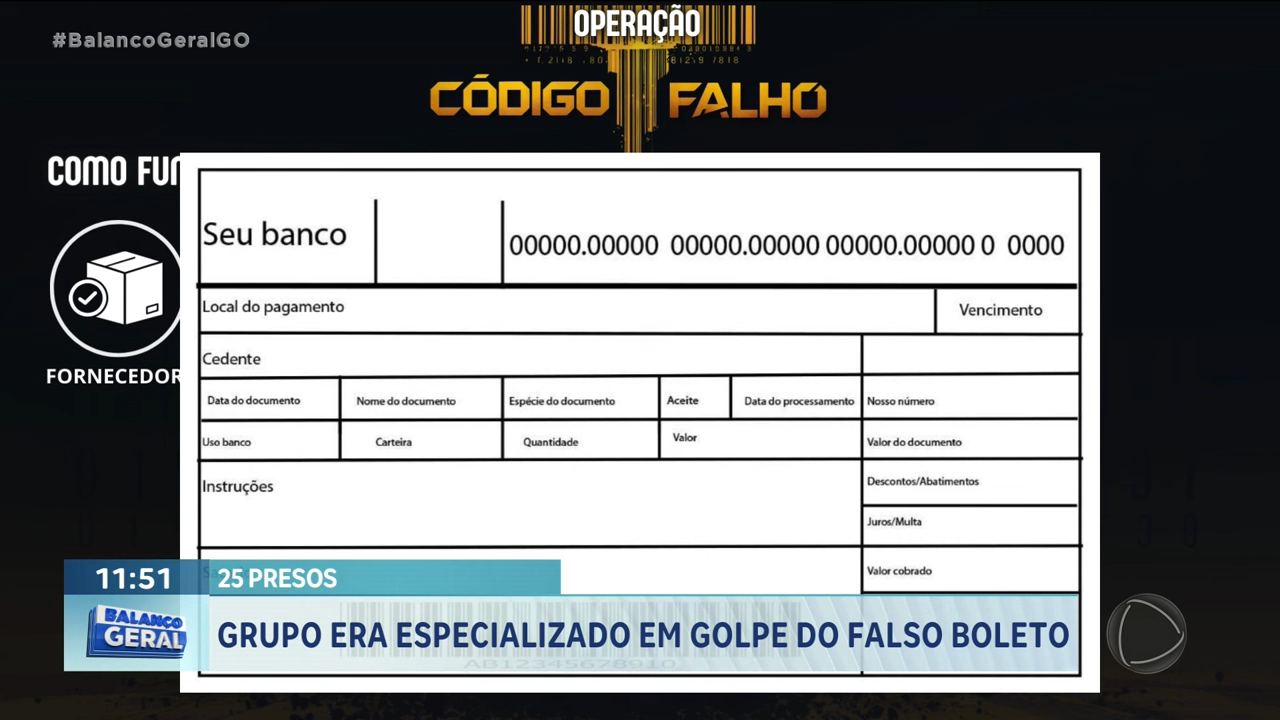 #BalancoGeralGO
OPERAÇÃO
CÓDIGO FALHO
COMO FUN
FORNECEDOR
Seu banco
00000.00000 00000.00000 00000.00000 0 0000
Local do pagamento
Vencimento
Cedente
Data do documento
Nome do documento
Espécie do documento
Aceite
Data do processamento
Nosso número
Uso banco
Carteira
Quantidade
Valor
Valor do documento
Instruções
Descontos/Abatimentos
Juros/Multa
Valor cobrado
11:51
25 PRESOS
BALANÇO
GERAL
GRUPO ERA ESPECIALIZADO EM GOLPE DO FALSO BOLETO
AB12345678910